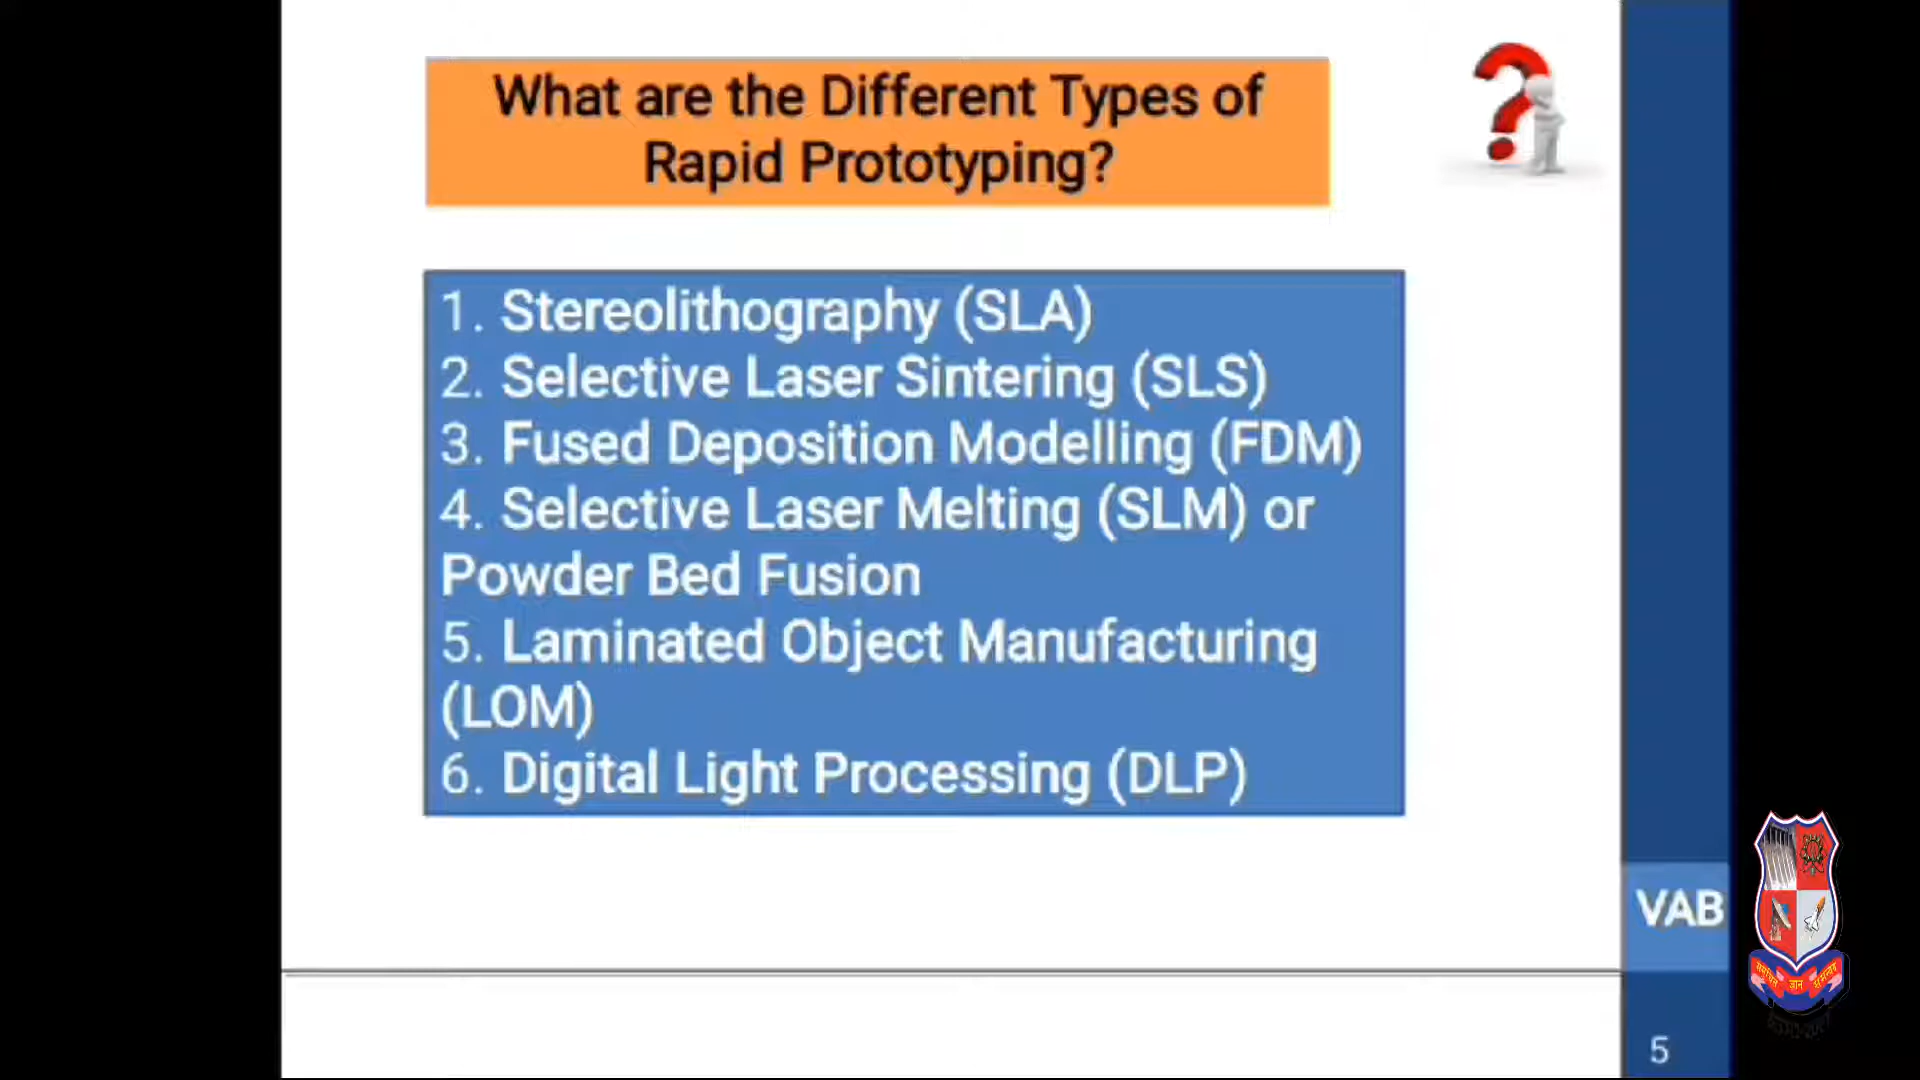 What are the Different Types of
Rapid Prototyping?
1. Stereolithography (SLA)
2. Selective Laser Sintering (SLS)
3. Fused Deposition Modelling (FDM)
4. Selective Laser Melting (SLM) or
Powder Bed Fusion
5. Laminated Object Manufacturing
(LOM)
6. Digital Light Processing (DLP)
VAB
5